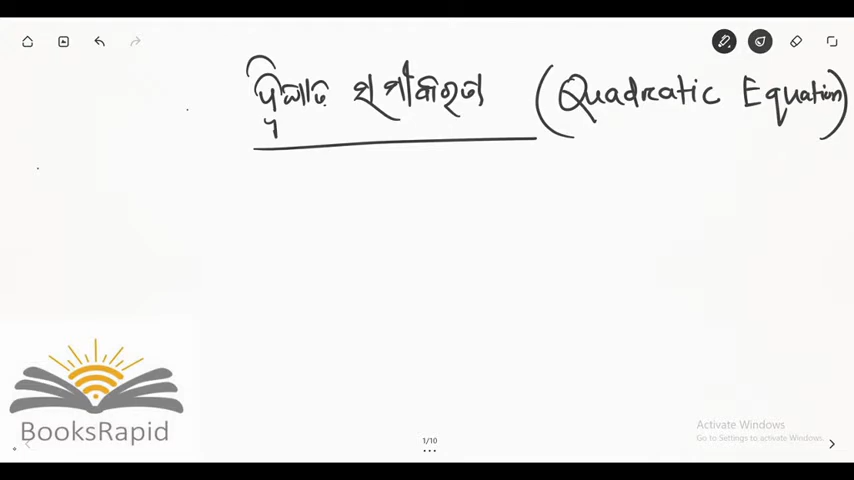 ଦ୍ୱିଘାତ ସମୀକରଣ (Quadratic Equation)
BooksRapid
1/10
Activate Windows
Go to Settings to activate Windows.